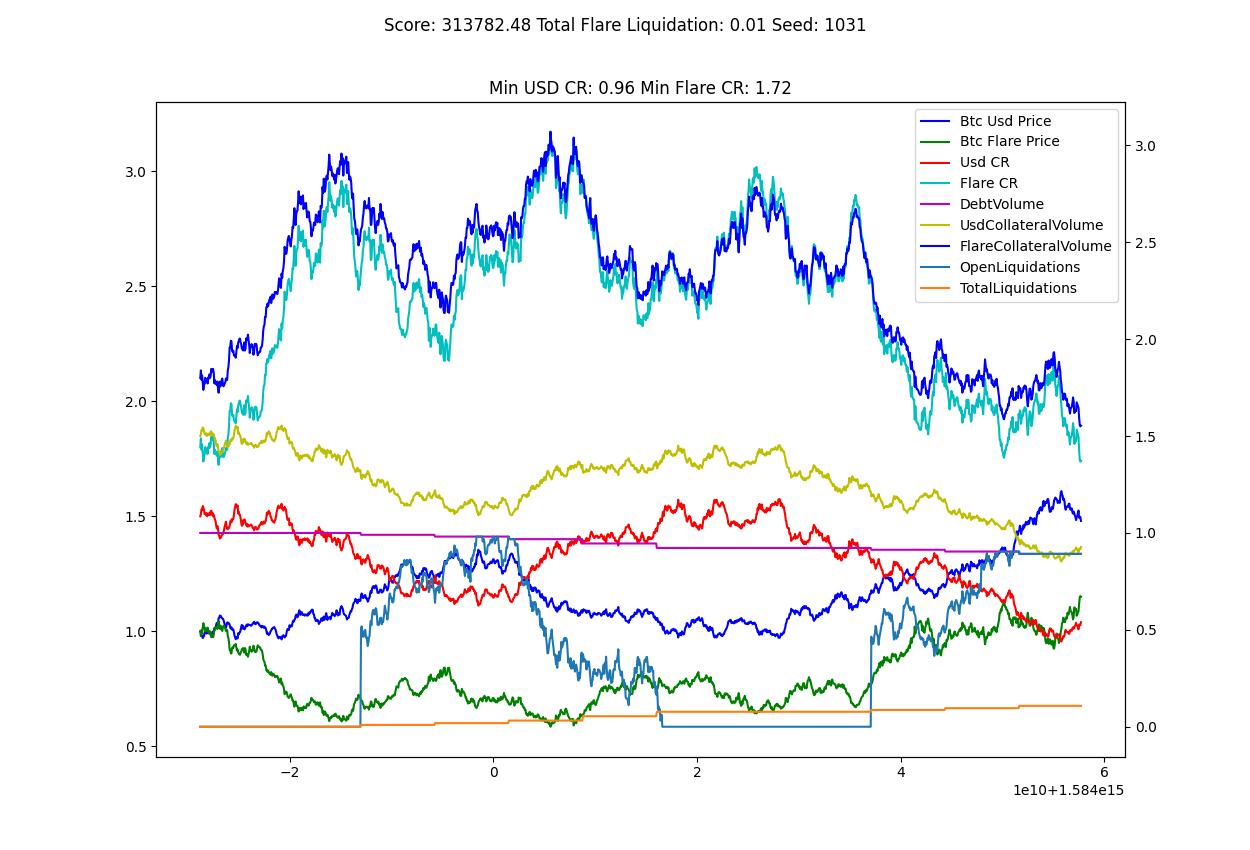 Score: 313782.48 Total Flare Liquidation: 0.01 Seed: 1031
Min USD CR: 0.96 Min Flare CR: 1.72
Btc Usd Price
Btc Flare Price
Usd CR
Flare CR
DebtVolume
UsdCollateralVolume
FlareCollateralVolume
OpenLiquidations
TotalLiquidations
3.0
2.5
2.0
1.5
1.0
0.5
3.0
2.5
2.0
1.5
1.0
0.5
0.0
−2
0
2
4
6
1e10+1.584e15